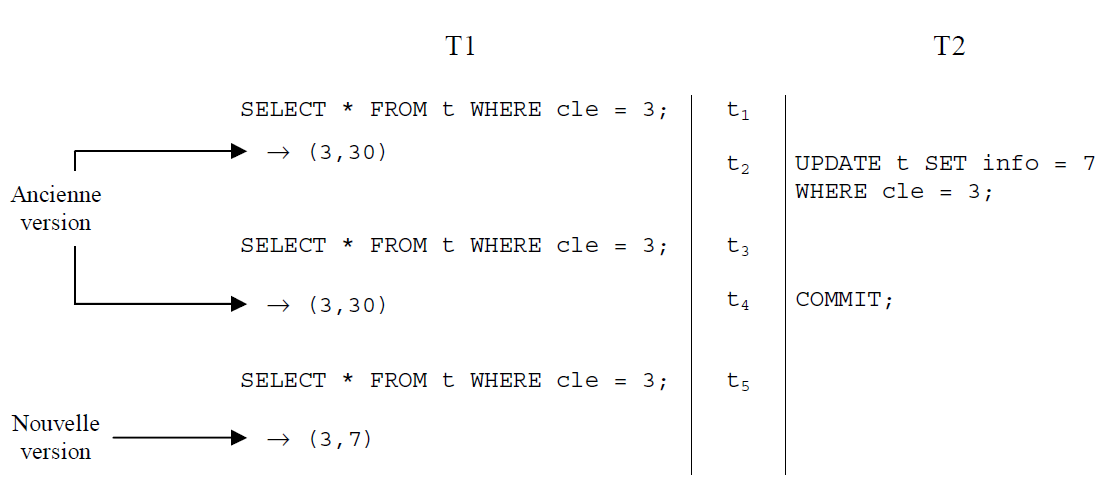 T1 T2
SELECT * FROM t WHERE cle = 3; t1
→ (3,30)
t2 UPDATE t SET info = 7
WHERE cle = 3;
Ancienne
version
SELECT * FROM t WHERE cle = 3; t3
→ (3,30) t4 COMMIT;
SELECT * FROM t WHERE cle = 3; t5
Nouvelle
version
→ (3,7)